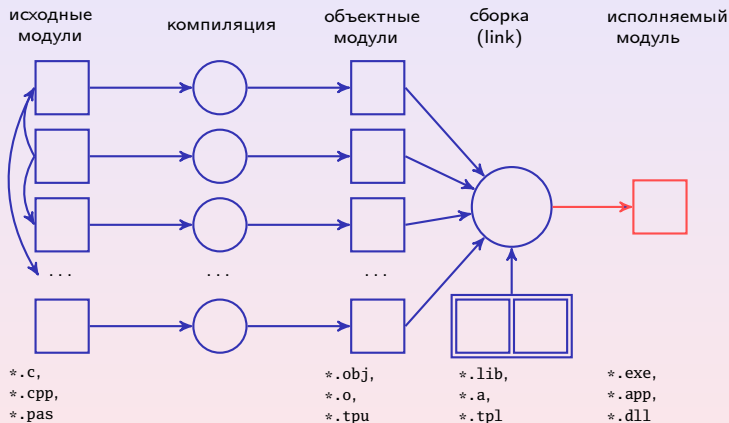 исходные
модули
компиляция
объектные
модули
сборка
(link)
исполняемый
модуль
...
...
...
*.c,
*.cpp,
*.pas
*.obj,
*.o,
*.tpu
*.lib,
*.a,
*.tpl
*.exe,
*.app,
*.dll